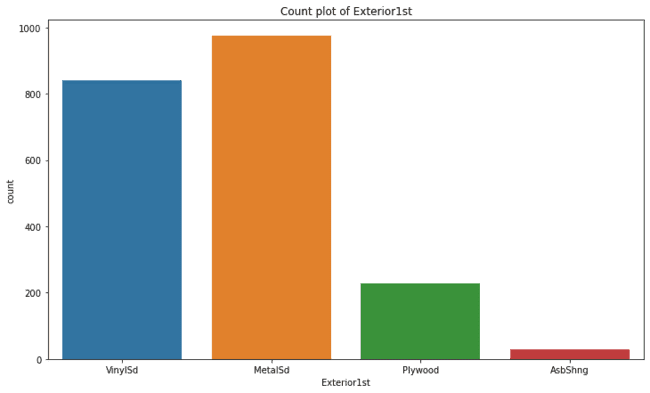 Count plot of Exterior1st
1000
800
600
400
200
0
count
VinylSd MetalSd Plywood AsbShng
Exterior1st